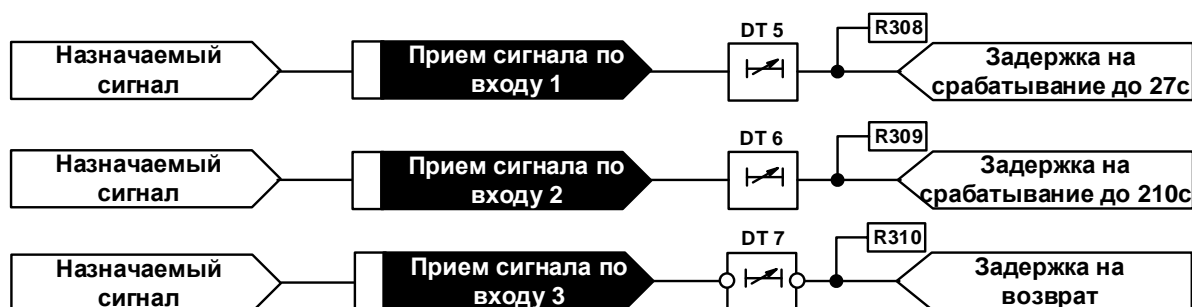 DT 5
R308
Назначаемый
сигнал
Прием сигнала по
входу 1
Задержка на
срабатывание до 27с
DT 6
R309
Назначаемый
сигнал
Прием сигнала по
входу 2
Задержка на
срабатывание до 210с
DT 7
R310
Назначаемый
сигнал
Прием сигнала по
входу 3
Задержка на
возврат